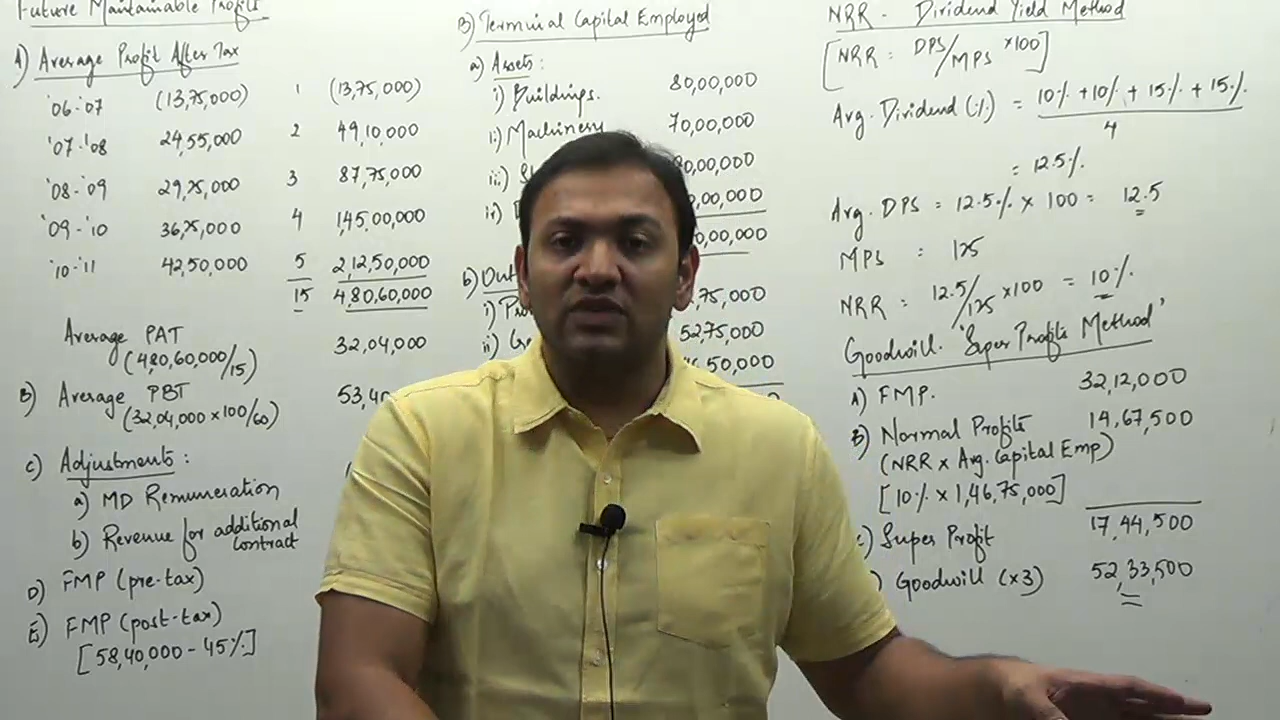 Future Maintainable Profits
A) Average Profit After Tax
'06-'07 (13,75,000) 1 (13,75,000)
'07-'08 24,55,000 2 49,10,000
'08-'09 29,25,000 3 87,75,000
'09-'10 36,25,000 4 145,00,000
'10-'11 42,50,000 5 2,12,50,000
15 4,80,60,000
Average PAT 32,04,000
(4,80,60,000/15)
B) Average PBT
(32,04,000 x 100/60)
C) Adjustments:
a) MD Remuneration
b) Revenue for additional
contract
D) FMP (pre-tax)
E) FMP (post-tax)
[58,40,000 - 45%]
B) Terminal Capital Employed
a) Assets:
i) Buildings. 80,00,000
ii) Machinery 70,00,000
iii)
iv)
b)
i)
ii) 52,75,000
NRR - Dividend Yield Method
[NRR = DPS/MPS x100]
Avg. Dividend (%) = 10% + 10% + 15% + 15%
4
= 12.5%
Avg. DPS = 12.5% x 100 = 12.5
MPS = 125
NRR = 12.5/125 x100 = 10%
Goodwill. 'Super Profits Method'
A) FMP. 32,12,000
B) Normal Profits 14,67,500
(NRR x Avg. Capital Emp)
[10% x 1,46,75,000]
Super Profit 17,44,500
Goodwill (x3) 52,33,500